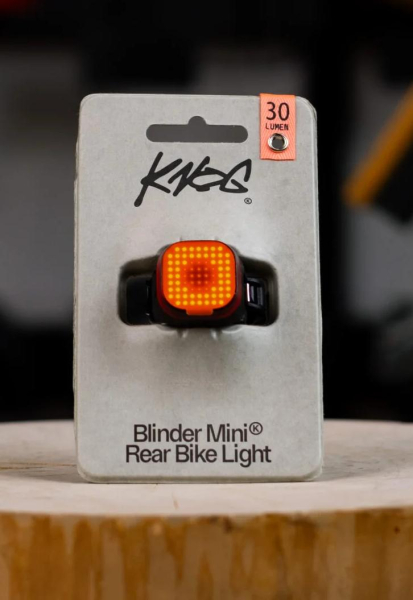 30
LUMEN
KNOG®
Blinder Mini®
Rear Bike Light